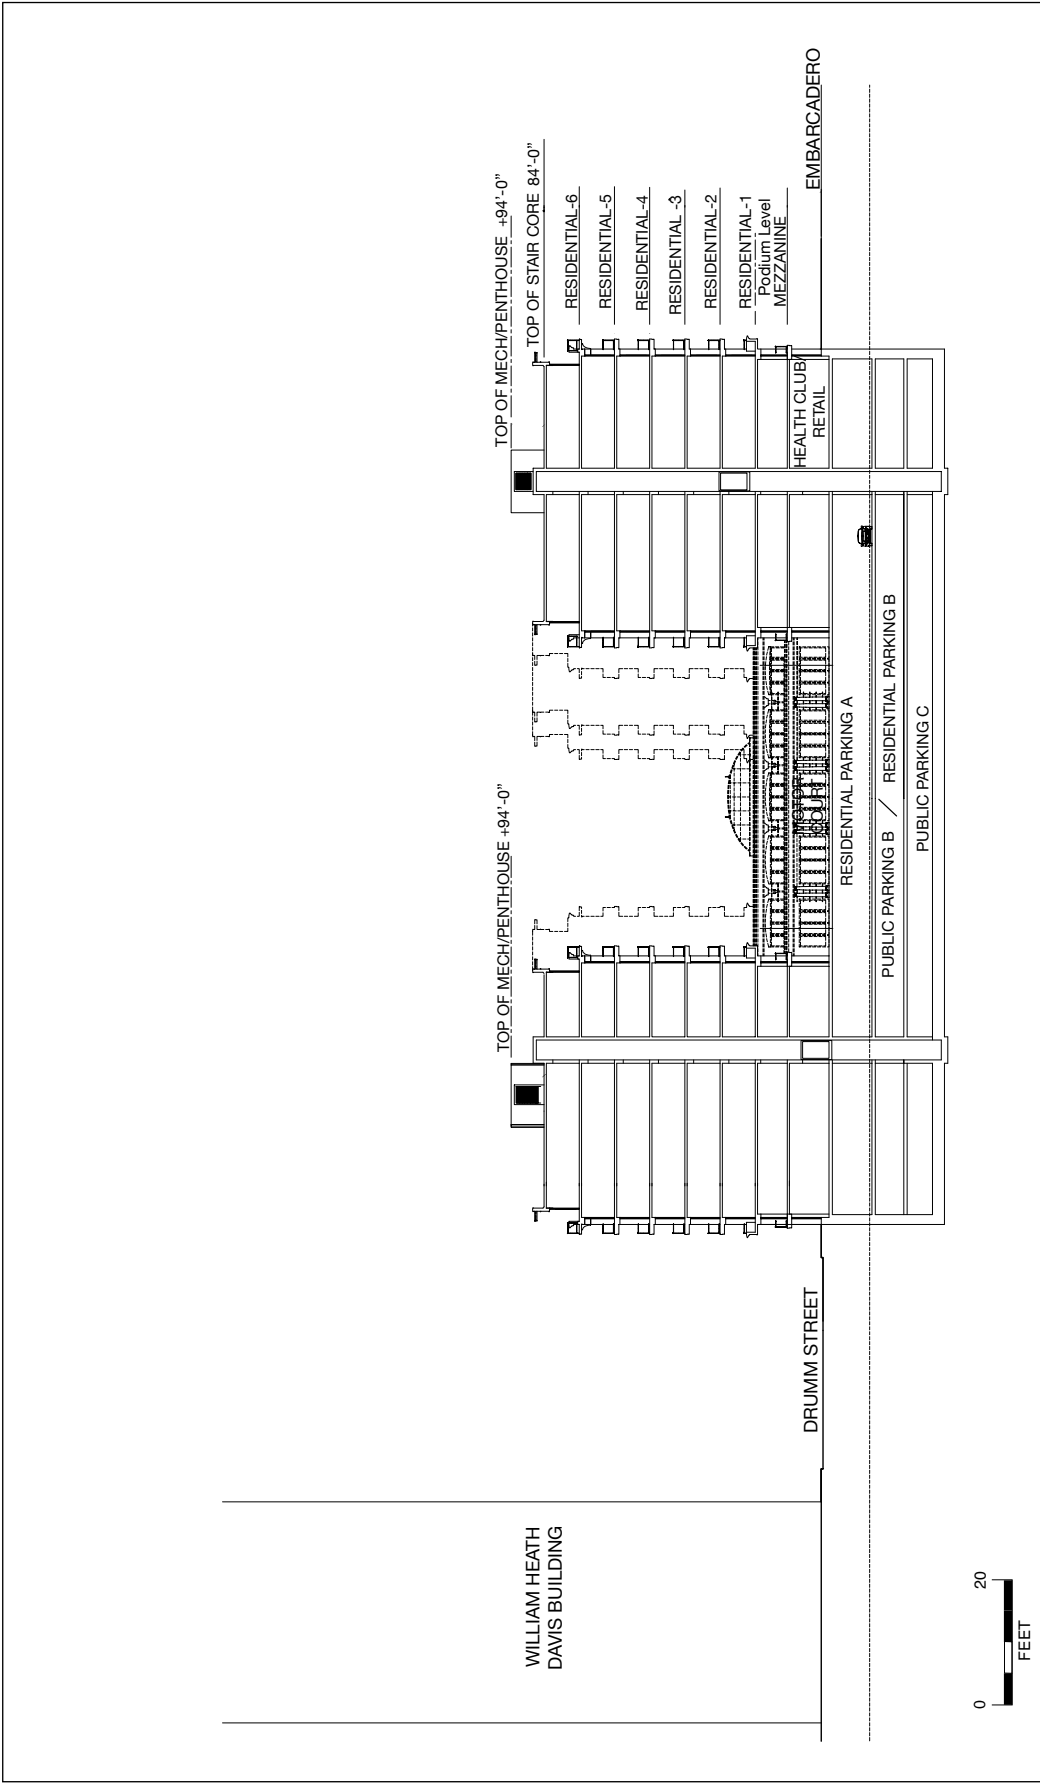 WILLIAM HEATH
DAVIS BUILDING
DRUMM STREET
TOP OF MECH/PENTHOUSE +94'-0"
TOP OF MECH/PENTHOUSE +94'-0"
TOP OF STAIR CORE 84'-0"
RESIDENTIAL-6
RESIDENTIAL-5
RESIDENTIAL-4
RESIDENTIAL -3
RESIDENTIAL-2
RESIDENTIAL-1
Podium Level
MEZZANINE
EMBARCADERO
HEALTH CLUB/
RETAIL
MOTOR
COURT
RESIDENTIAL PARKING A
PUBLIC PARKING B / RESIDENTIAL PARKING B
PUBLIC PARKING C
0 20
FEET